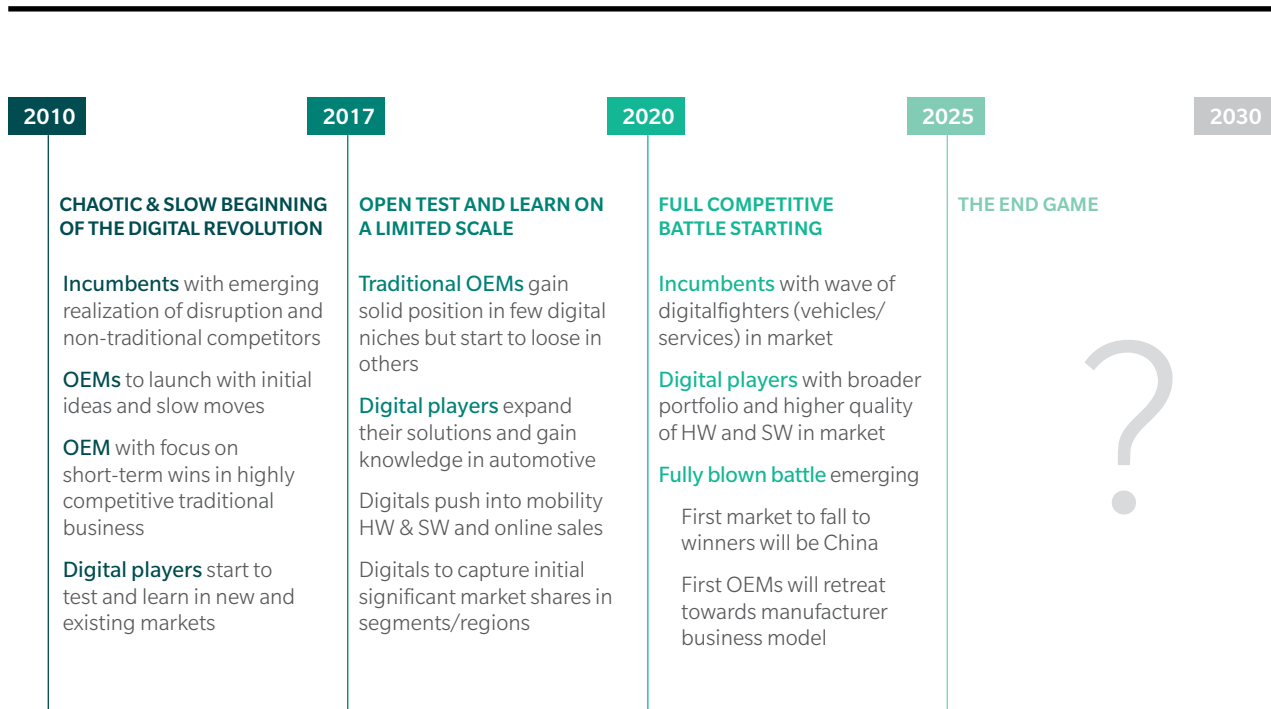 2010
2017
2020
2025
2030
CHAOTIC & SLOW BEGINNING
OF THE DIGITAL REVOLUTION
Incumbents with emerging
realization of disruption and
non-traditional competitors
OEMs to launch with initial
ideas and slow moves
OEM with focus on
short-term wins in highly
competitive traditional
business
Digital players start to
test and learn in new and
existing markets
OPEN TEST AND LEARN ON
A LIMITED SCALE
Traditional OEMs gain
solid position in few digital
niches but start to loose in
others
Digital players expand
their solutions and gain
knowledge in automotive
Digitals push into mobility
HW & SW and online sales
Digitals to capture initial
significant market shares in
segments/regions
FULL COMPETITIVE
BATTLE STARTING
Incumbents with wave of
digitalfighters (vehicles/
services) in market
Digital players with broader
portfolio and higher quality
of HW and SW in market
Fully blown battle emerging
First market to fall to
winners will be China
First OEMs will retreat
towards manufacturer
business model
THE END GAME
?